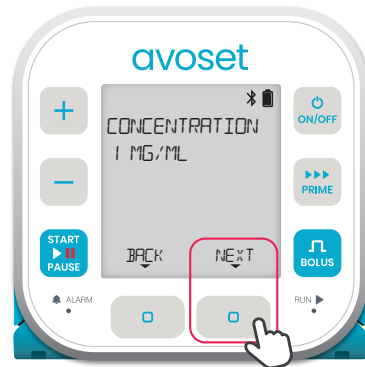 avoset
CONCENTRATION
1 MG/ML
BACK
NEXT
START
PAUSE
ALARM
ON/OFF
PRIME
BOLUS
RUN